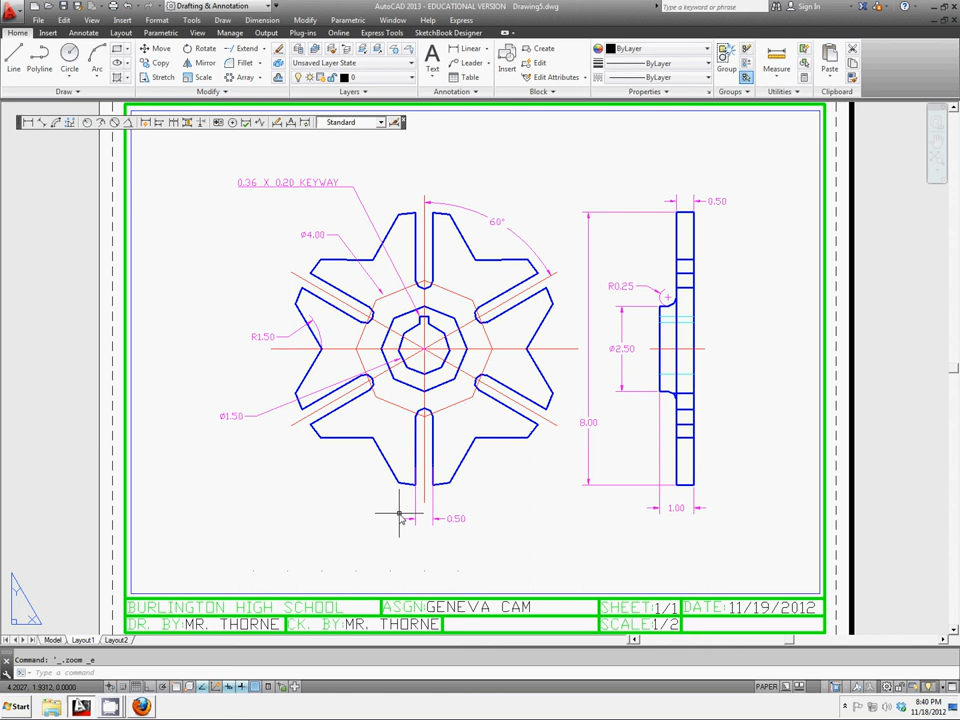 Drafting & Annotation
AutoCAD 2013 - EDUCATIONAL VERSION Drawing5.dwg
Type a keyword or phrase
Sign In
File Edit View Insert Format Tools Draw Dimension Modify Parametric Window Help Express
Home Insert Annotate Layout Parametric View Manage Output Plug-ins Online Express Tools SketchBook Designer
Line Polyline Circle Arc
Move Rotate Extend
Copy Mirror Fillet
Stretch Scale Array
Unsaved Layer State
0
Text
Linear
Leader
Table
Insert
Create
Edit
Edit Attributes
ByLayer
ByLayer
ByLayer
Group
Measure
Paste
Draw Modify Layers Annotation Block Properties Groups Utilities Clipboard
Standard
0.36 X 0.20 KEYWAY
0.50
60°
Ø4.00
R0.25
R1.50
Ø2.50
Ø1.50
8.00
0.50
1.00
BURLINGTON HIGH SCHOOL ASGN:GENEVA CAM SHEET:1/1 DATE:11/19/2012
DR. BY:MR. THORNE CK. BY:MR. THORNE SCALE:1/2
Model Layout1 Layout2
Command: '_.zoom _e
Type a command
4.2027, 1.9312, 0.0000
PAPER
Start
8:40 PM
11/18/2012